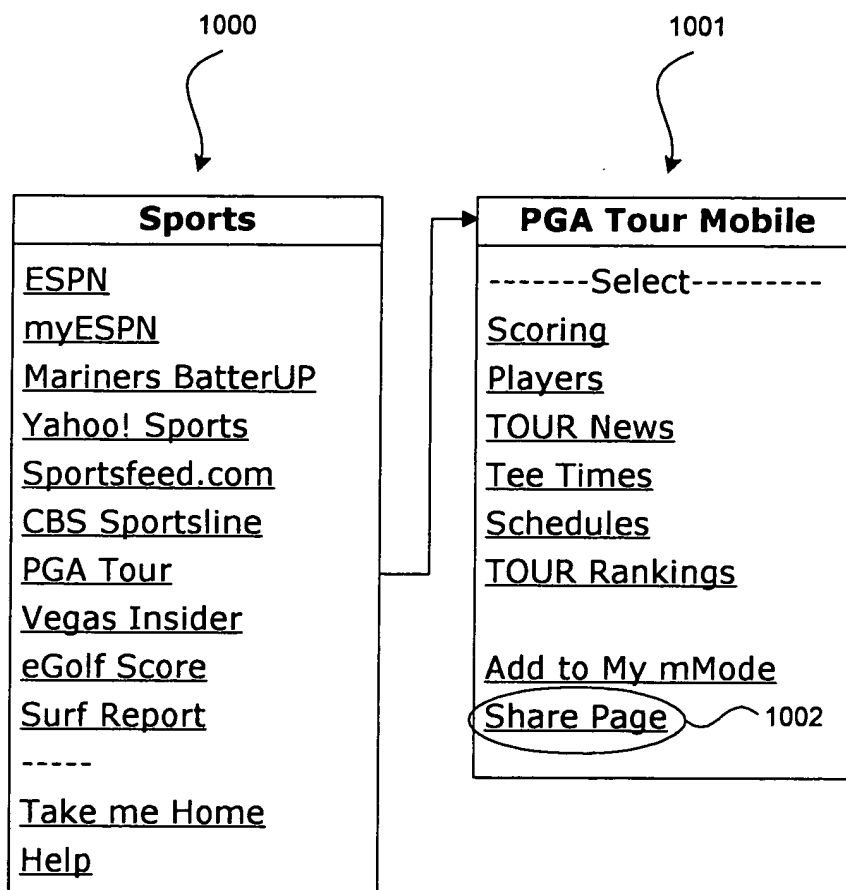 1000
1001
Sports
ESPN
myESPN
Mariners BatterUP
Yahoo! Sports
Sportsfeed.com
CBS Sportsline
PGA Tour
Vegas Insider
eGolf Score
Surf Report
-----
Take me Home
Help
PGA Tour Mobile
-------Select---------
Scoring
Players
TOUR News
Tee Times
Schedules
TOUR Rankings
Add to My mMode
Share Page
1002